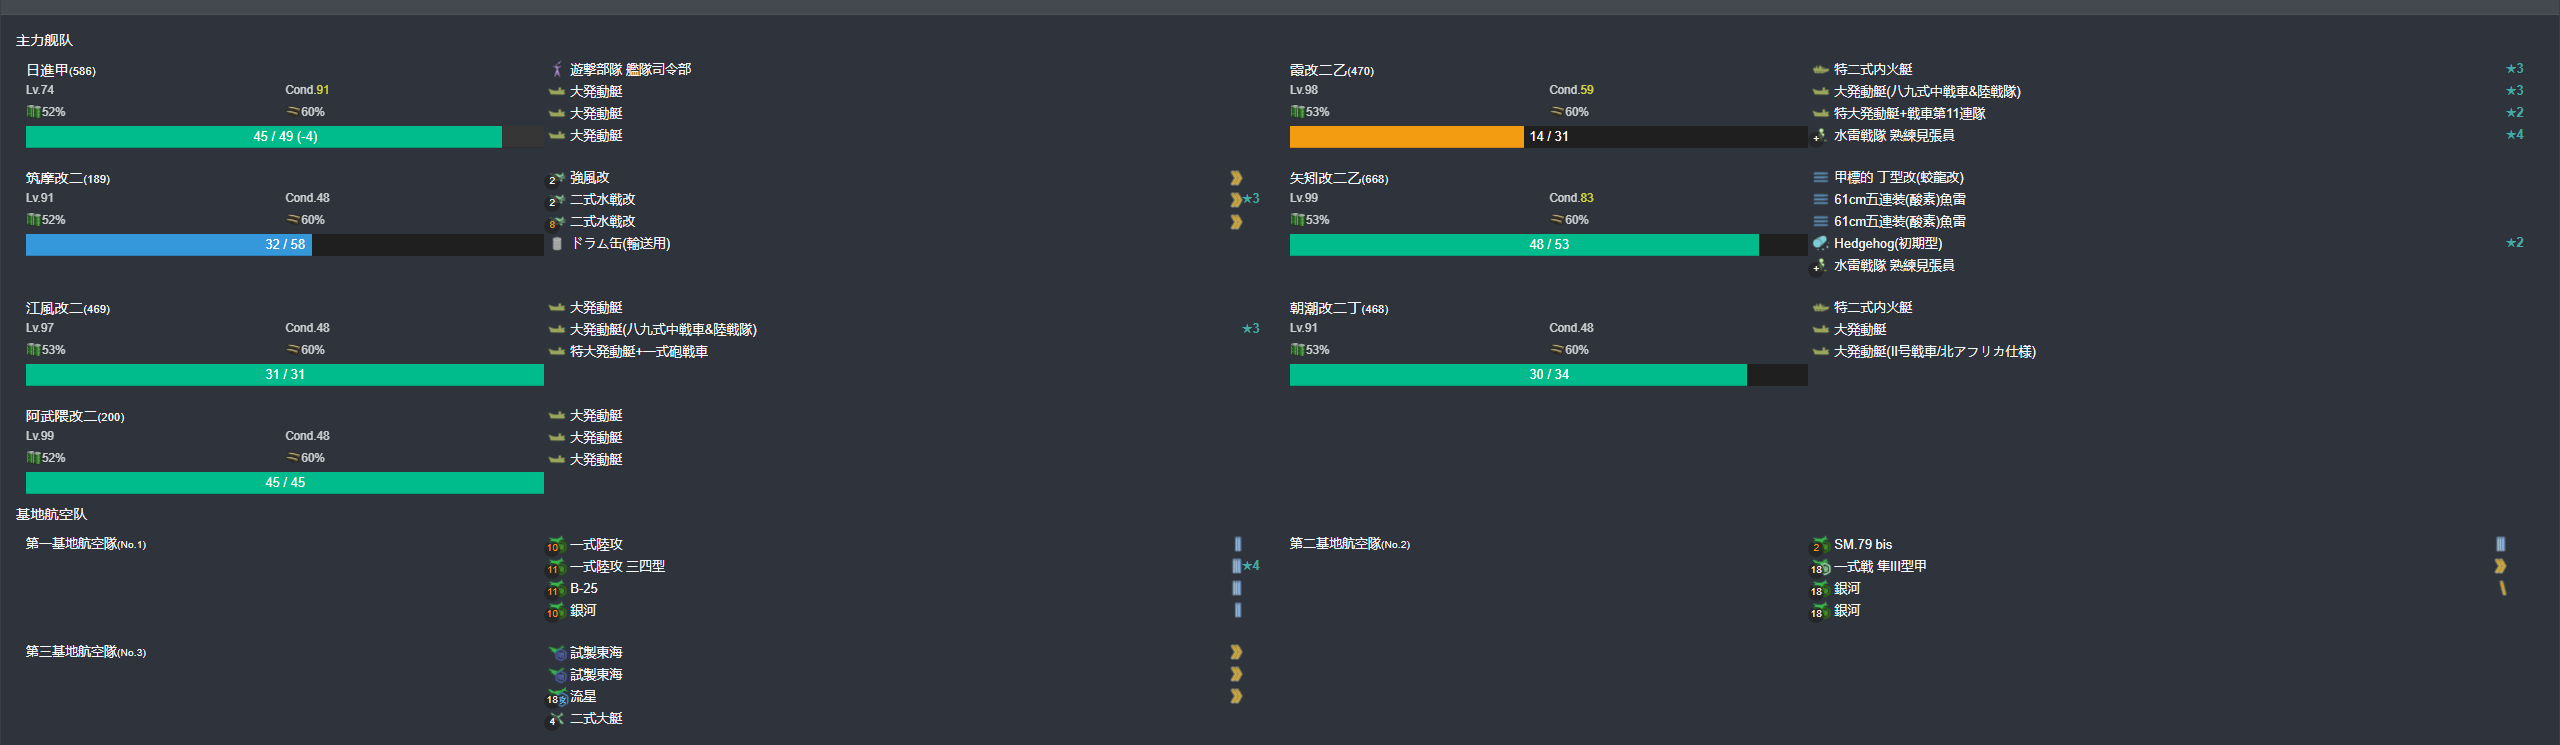 主力舰队
日進甲(586)
Lv.74 Cond.91
52% 60%
45 / 49 (-4)
遊撃部隊 艦隊司令部
大発動艇
大発動艇
大発動艇
霞改二乙(470)
Lv.98 Cond.59
53% 60%
14 / 31
特二式内火艇 ★3
大発動艇(八九式中戦車&陸戦隊) ★3
特大発動艇+戦車第11連隊 ★2
+ 水雷戦隊 熟練見張員 ★4
筑摩改二(189)
Lv.91 Cond.48
52% 60%
32 / 58
2 強風改
2 二式水戦改 ★3
8 二式水戦改
ドラム缶(輸送用)
矢矧改二乙(668)
Lv.99 Cond.83
53% 60%
48 / 53
甲標的 丁型改(蛟龍改)
61cm五連装(酸素)魚雷
61cm五連装(酸素)魚雷
Hedgehog(初期型) ★2
+ 水雷戦隊 熟練見張員
江風改二(469)
Lv.97 Cond.48
53% 60%
31 / 31
大発動艇
大発動艇(八九式中戦車&陸戦隊) ★3
特大発動艇+一式砲戦車
朝潮改二丁(468)
Lv.91 Cond.48
53% 60%
30 / 34
特二式内火艇
大発動艇
大発動艇(II号戦車/北アフリカ仕様)
阿武隈改二(200)
Lv.99 Cond.48
52% 60%
45 / 45
大発動艇
大発動艇
大発動艇
基地航空队
第一基地航空隊(No.1)
10 一式陸攻
11 一式陸攻 三四型 ★4
11 B-25
10 銀河
第二基地航空隊(No.2)
2 SM.79 bis
18 一式戦 隼III型甲
18 銀河
18 銀河
第三基地航空隊(No.3)
試製東海
試製東海
18 流星
4 二式大艇